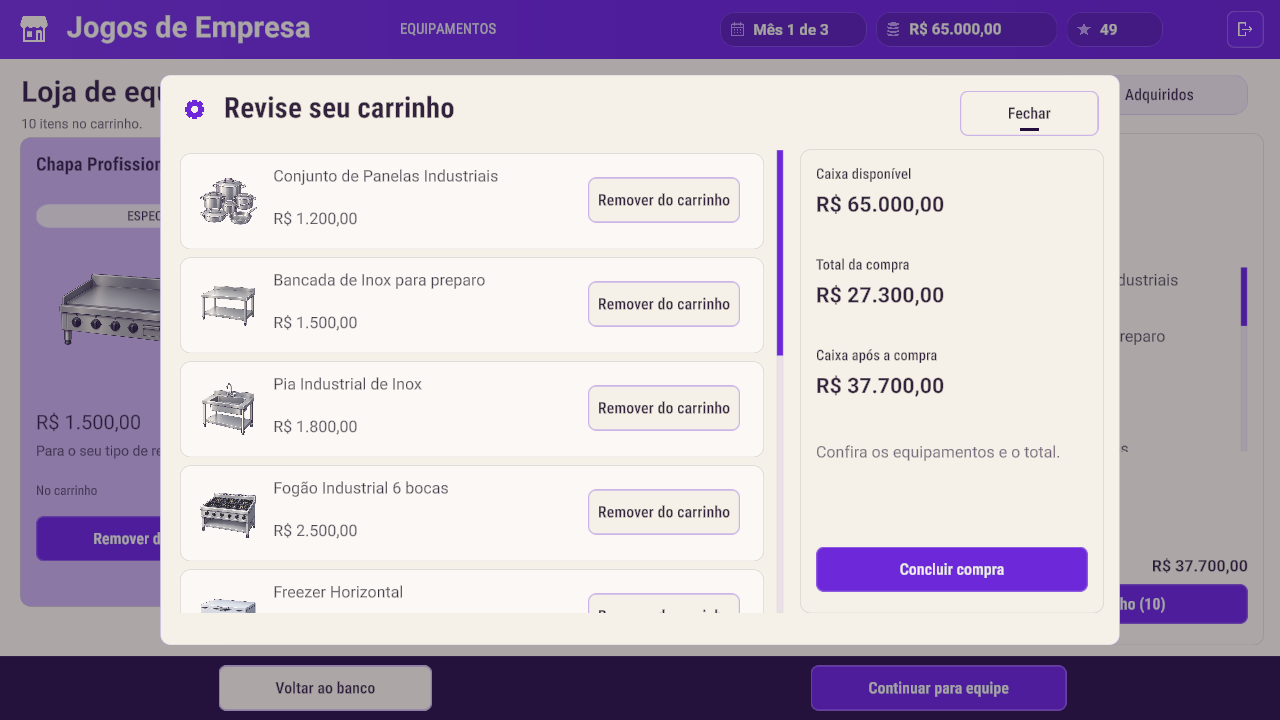 Jogos de Empresa
EQUIPAMENTOS
Mês 1 de 3
R$ 65.000,00
49
Loja de equ
10 itens no carrinho.
Adquiridos
Revise seu carrinho
Fechar
Chapa Profission
ESPEC
R$ 1.500,00
Para o seu tipo de re
No carrinho
Remover d
Conjunto de Panelas Industriais
R$ 1.200,00
Remover do carrinho
Bancada de Inox para preparo
R$ 1.500,00
Remover do carrinho
Pia Industrial de Inox
R$ 1.800,00
Remover do carrinho
Fogão Industrial 6 bocas
R$ 2.500,00
Remover do carrinho
Freezer Horizontal
Remover do carrinho
Caixa disponível
R$ 65.000,00
Total da compra
R$ 27.300,00
Caixa após a compra
R$ 37.700,00
Confira os equipamentos e o total.
Concluir compra
dustriais
reparo
s
R$ 37.700,00
ho (10)
Voltar ao banco
Continuar para equipe